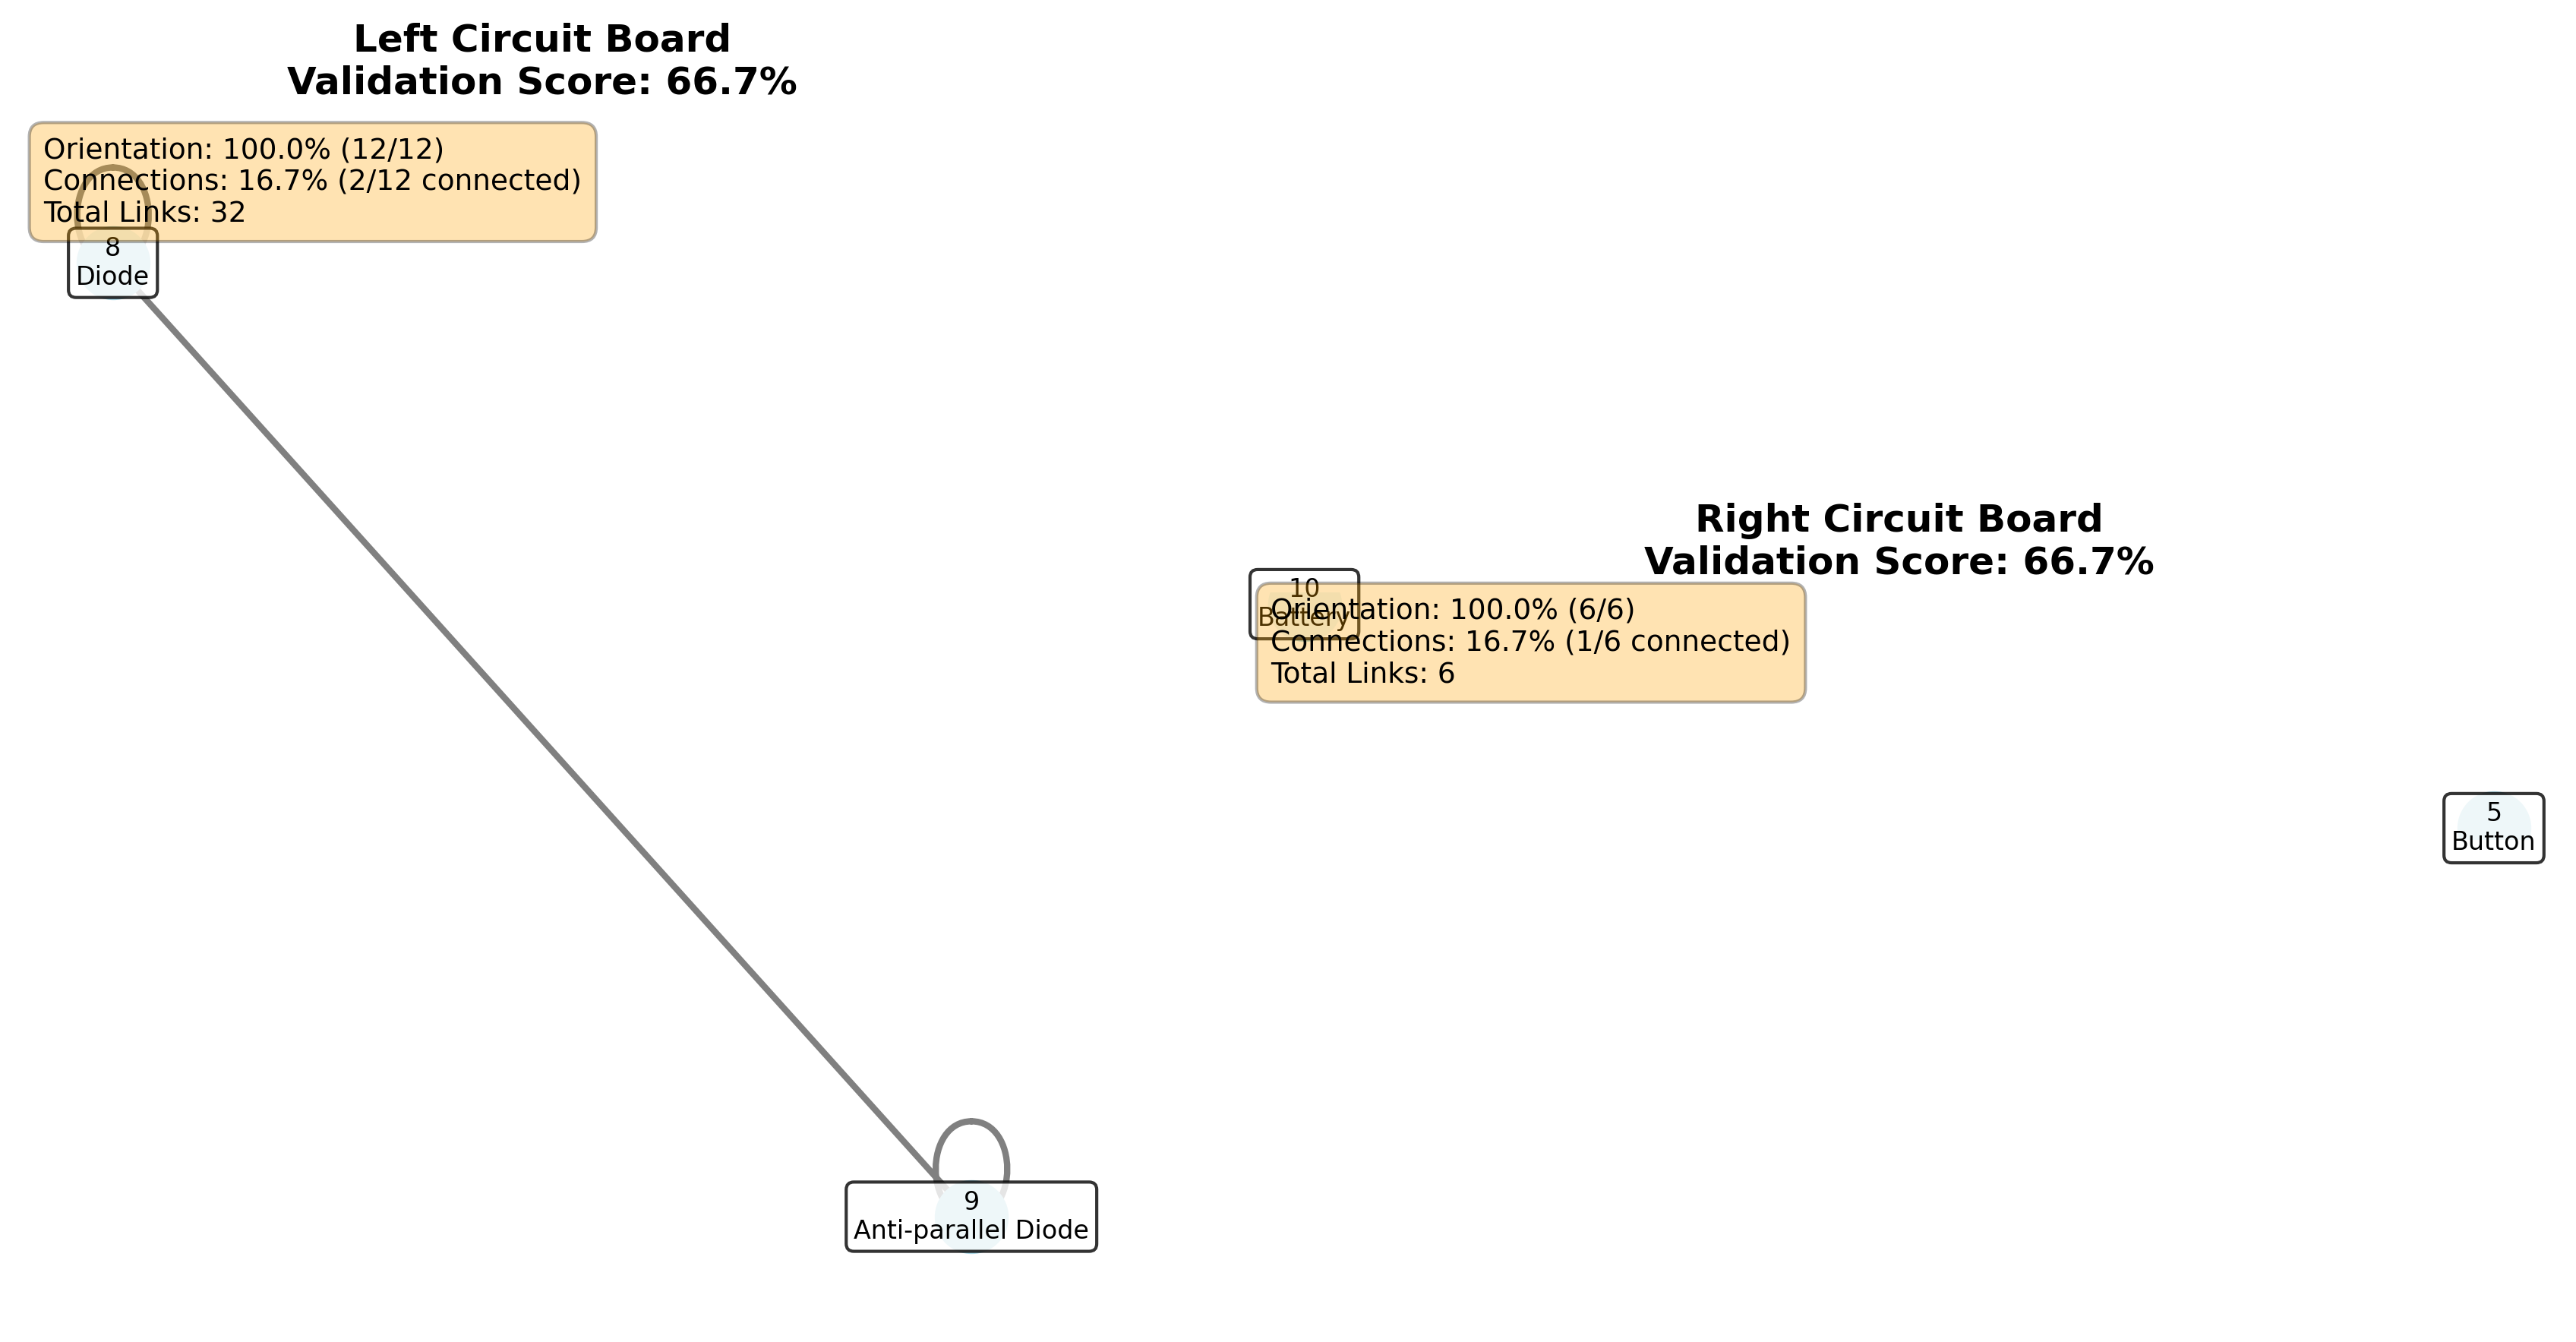 Left Circuit Board
Validation Score: 66.7%
Orientation: 100.0% (12/12)
Connections: 16.7% (2/12 connected)
Total Links: 32
8
Diode
9
Anti-parallel Diode
Right Circuit Board
Validation Score: 66.7%
10
Battery
Orientation: 100.0% (6/6)
Connections: 16.7% (1/6 connected)
Total Links: 6
5
Button